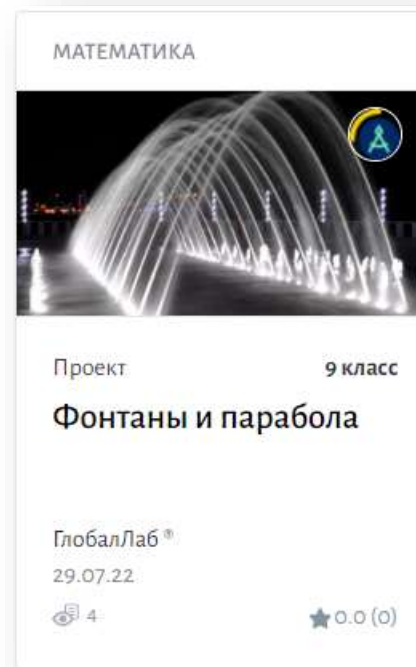 МАТЕМАТИКА
Проект 9 класс
Фонтаны и парабола
ГлобалЛаб ®
29.07.22
4 0.0 (0)